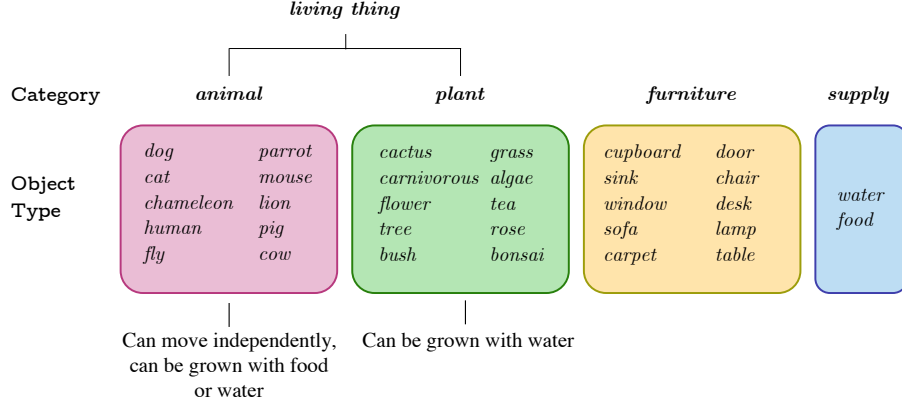 living thing
Category animal plant furniture supply
Object
Type
dog parrot
cat mouse
chameleon lion
human pig
fly cow
cactus grass
carnivorous algae
flower tea
tree rose
bush bonsai
cupboard door
sink chair
window desk
sofa lamp
carpet table
water
food
Can move independently,
can be grown with food
or water
Can be grown with water